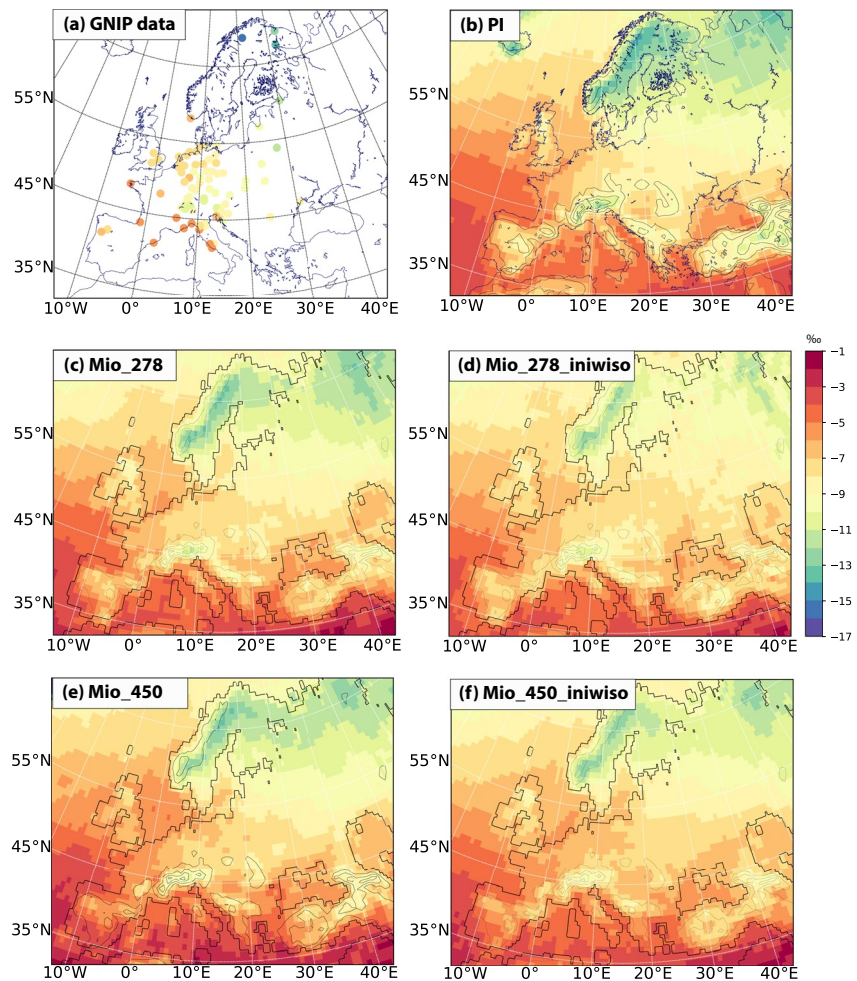 (a) GNIP data
(b) PI
55°N
45°N
35°N
10°W 0° 10°E 20°E 30°E 40°E
55°N
45°N
35°N
10°W 0° 10°E 20°E 30°E 40°E
(c) Mio_278
(d) Mio_278_iniwiso
55°N
45°N
35°N
10°W 0° 10°E 20°E 30°E 40°E
55°N
45°N
35°N
10°W 0° 10°E 20°E 30°E 40°E
‰
−1
−3
−5
−7
−9
−11
−13
−15
−17
(e) Mio_450
(f) Mio_450_iniwiso
55°N
45°N
35°N
10°W 0° 10°E 20°E 30°E 40°E
55°N
45°N
35°N
10°W 0° 10°E 20°E 30°E 40°E